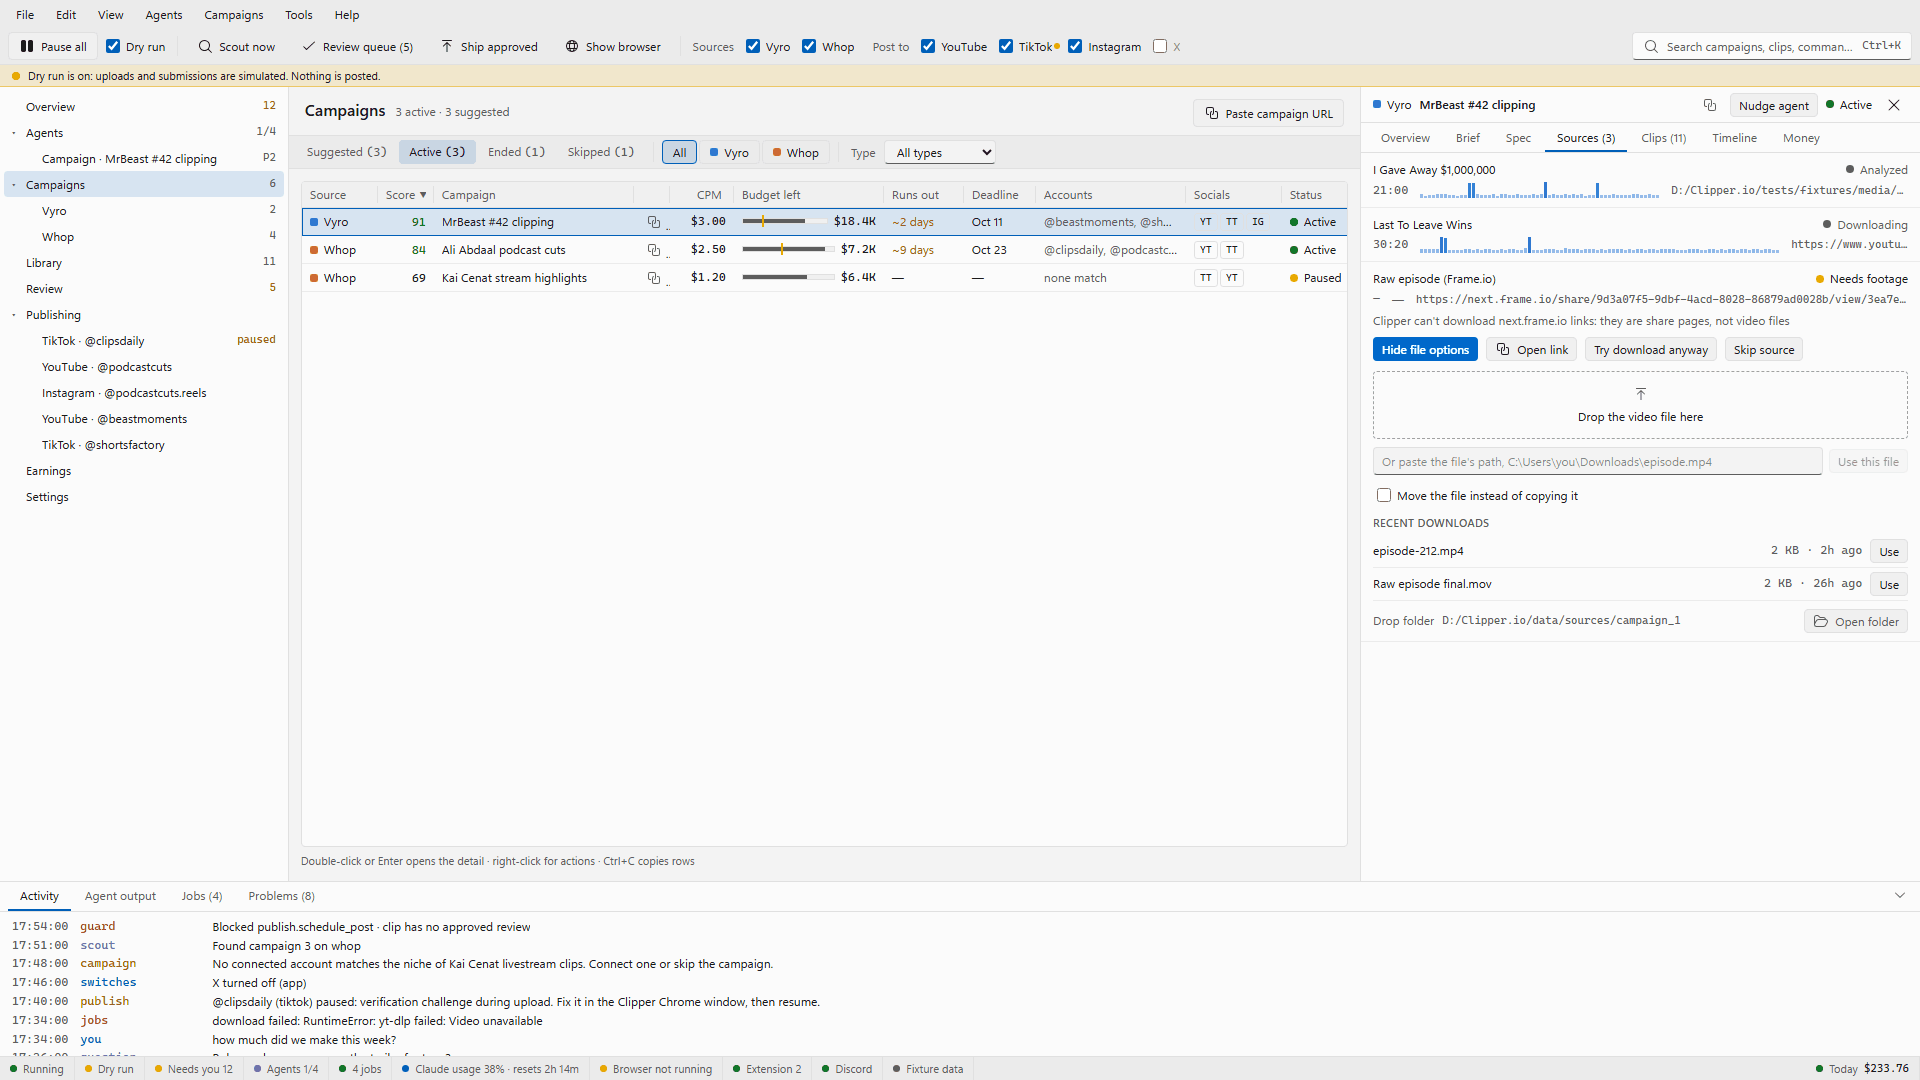 File Edit View Agents Campaigns Tools Help
Pause all Dry run Scout now Review queue (5) Ship approved Show browser Sources Vyro Whop Post to YouTube TikTok Instagram X Search campaigns, clips, comman... Ctrl+K
Dry run is on: uploads and submissions are simulated. Nothing is posted.
Overview 12
Agents 1/4
Campaign · MrBeast #42 clipping P2
Campaigns 6
Vyro 2
Whop 4
Library 11
Review 5
Publishing
TikTok · @clipsdaily paused
YouTube · @podcastcuts
Instagram · @podcastcuts.reels
YouTube · @beastmoments
TikTok · @shortsfactory
Earnings
Settings
Campaigns 3 active · 3 suggested Paste campaign URL
Suggested (3) Active (3) Ended (1) Skipped (1) All Vyro Whop Type All types
Source Score ▼ Campaign CPM Budget left Runs out Deadline Accounts Socials Status
Vyro 91 MrBeast #42 clipping $3.00 $18.4K ~2 days Oct 11 @beastmoments, @sh... YT TT IG Active
Whop 84 Ali Abdaal podcast cuts $2.50 $7.2K ~9 days Oct 23 @clipsdaily, @podcastc... YT TT Active
Whop 69 Kai Cenat stream highlights $1.20 $6.4K — — none match TT YT Paused
Double-click or Enter opens the detail · right-click for actions · Ctrl+C copies rows
Vyro MrBeast #42 clipping Nudge agent Active
Overview Brief Spec Sources (3) Clips (11) Timeline Money
I Gave Away $1,000,000 Analyzed
21:00 D:/Clipper.io/tests/fixtures/media/...
Last To Leave Wins Downloading
30:20 https://www.youtu...
Raw episode (Frame.io) Needs footage
— — https://next.frame.io/share/9d3a07f5-9dbf-4acd-8028-86879ad0028b/view/3ea7e...
Clipper can't download next.frame.io links: they are share pages, not video files
Hide file options Open link Try download anyway Skip source
Drop the video file here
Or paste the file's path, C:\Users\you\Downloads\episode.mp4 Use this file
Move the file instead of copying it
RECENT DOWNLOADS
episode-212.mp4 2 KB · 2h ago Use
Raw episode final.mov 2 KB · 26h ago Use
Drop folder D:/Clipper.io/data/sources/campaign_1 Open folder
Activity Agent output Jobs (4) Problems (8)
17:54:00 guard Blocked publish.schedule_post · clip has no approved review
17:51:00 scout Found campaign 3 on whop
17:48:00 campaign No connected account matches the niche of Kai Cenat livestream clips. Connect one or skip the campaign.
17:46:00 switches X turned off (app)
17:40:00 publish @clipsdaily (tiktok) paused: verification challenge during upload. Fix it in the Clipper Chrome window, then resume.
17:34:00 jobs download failed: RuntimeError: yt-dlp failed: Video unavailable
17:34:00 you how much did we make this week?
Running Dry run Needs you 12 Agents 1/4 4 jobs Claude usage 38% · resets 2h 14m Browser not running Extension 2 Discord Fixture data Today $233.76